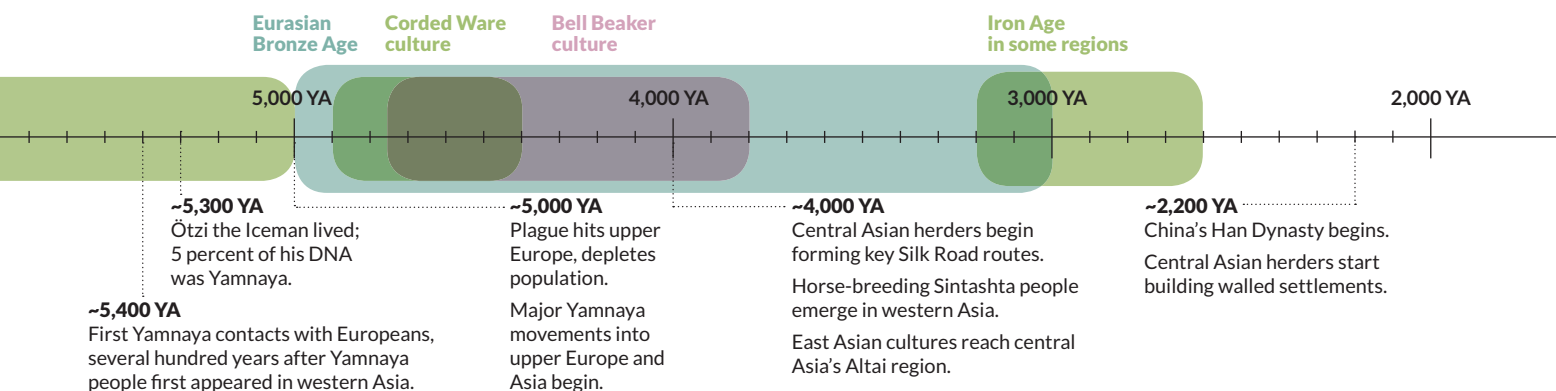 Eurasian
Bronze Age
Corded Ware
culture
Bell Beaker
culture
Iron Age
in some regions
5,000 YA
4,000 YA
3,000 YA
2,000 YA
~5,300 YA
Ötzi the Iceman lived;
5 percent of his DNA
was Yamnaya.
~5,400 YA
First Yamnaya contacts with Europeans,
several hundred years after Yamnaya
people first appeared in western Asia.
~5,000 YA
Plague hits upper
Europe, depletes
population.
Major Yamnaya
movements into
upper Europe and
Asia begin.
~4,000 YA
Central Asian herders begin
forming key Silk Road routes.
Horse-breeding Sintashta people
emerge in western Asia.
East Asian cultures reach central
Asia’s Altai region.
~2,200 YA
China’s Han Dynasty begins.
Central Asian herders start
building walled settlements.